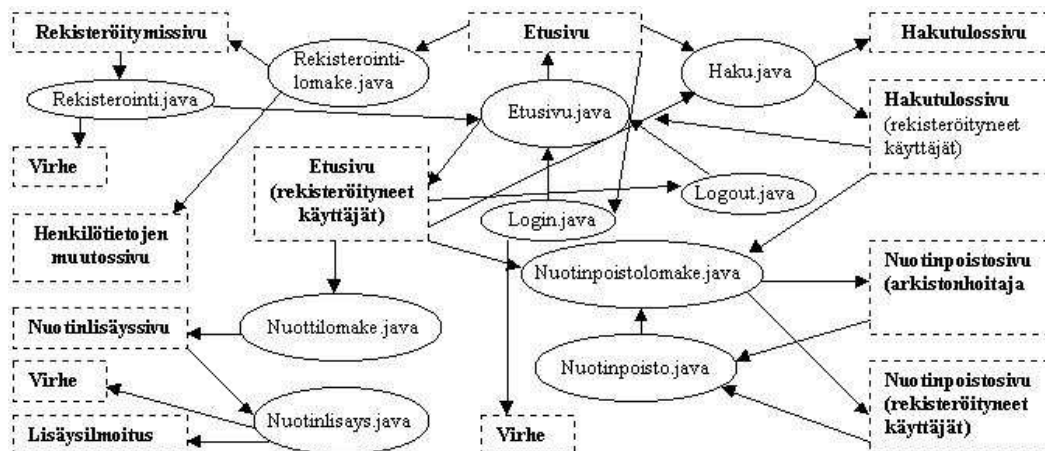 Rekisteröitymissivu
Etusivu
Hakutulossivu
Rekisterointi-
lomake.java
Haku.java
Rekisterointi.java
Etusivu.java
Hakutulossivu
(rekisteröityneet
käyttäjät)
Virhe
Etusivu
(rekisteröityneet
käyttäjät)
Logout.java
Login.java
Henkilötietojen
muutossivu
Nuotinpoistolomake.java
Nuotinpoistosivu
(arkistonhoitaja
Nuotinlisäyssivu
Nuottilomake.java
Nuotinpoisto.java
Virhe
Nuotinpoistosivu
(rekisteröityneet
käyttäjät)
Nuotinlisays.java
Lisäysilmoitus
Virhe